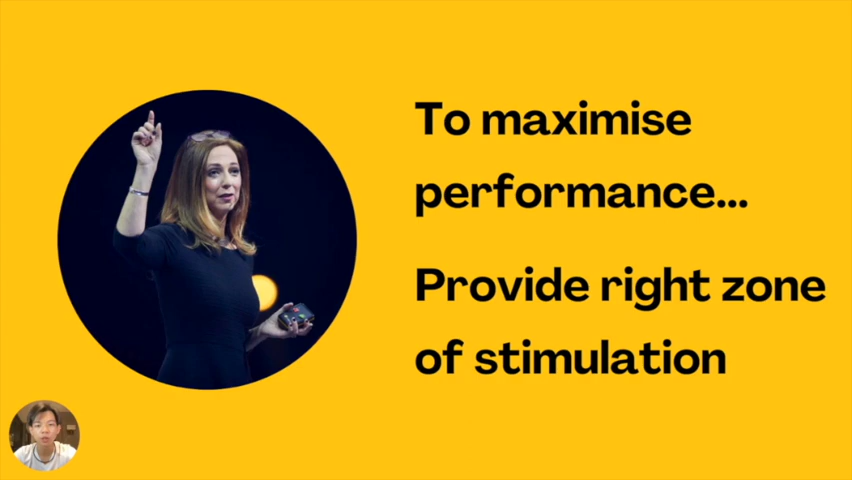 To maximise
performance...
Provide right zone
of stimulation